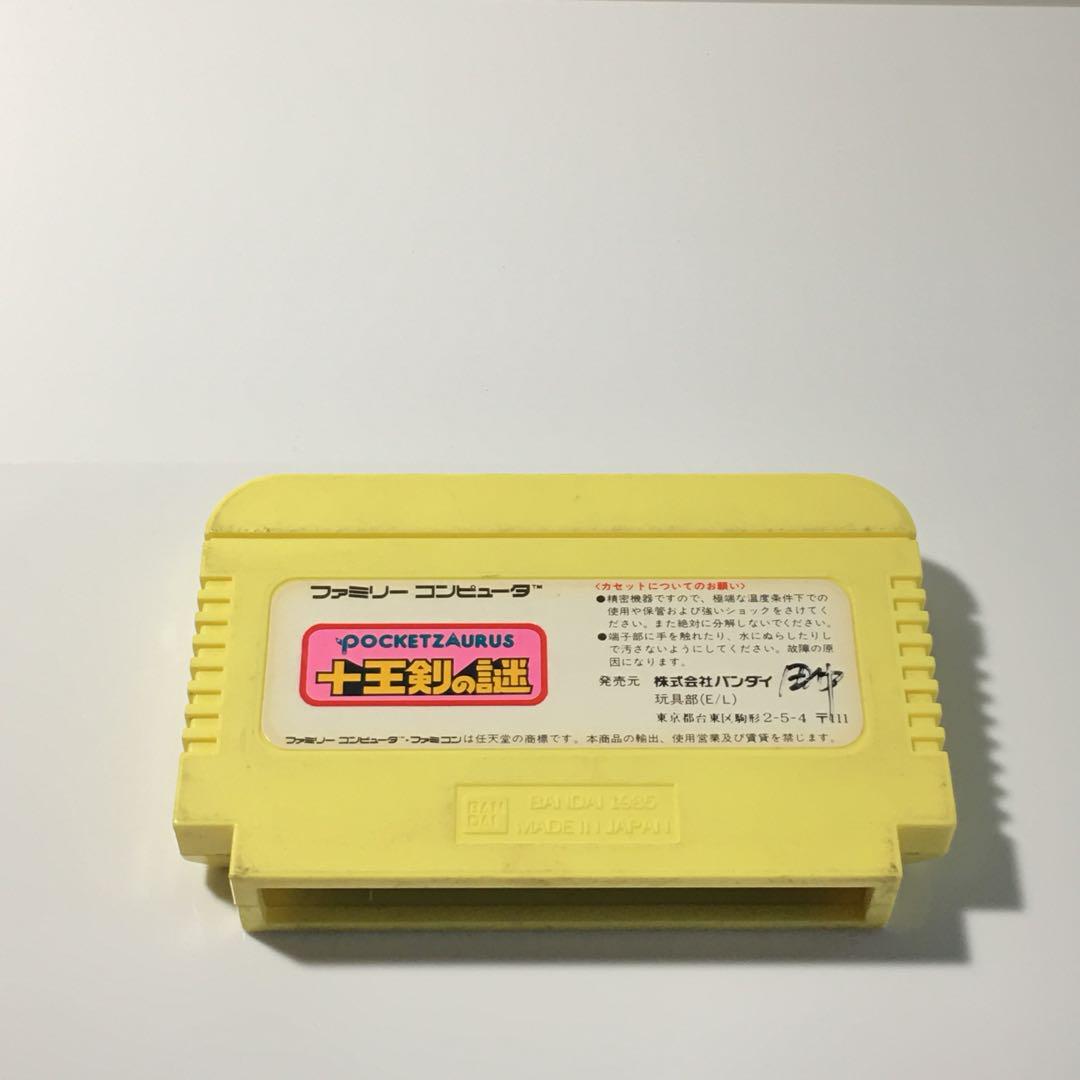 ファミリー コンピュータ™
POCKETZAURUS
十王剣の謎
〈カセットについてのお願い〉
●精密機器ですので、極端な温度条件下での
使用や保管および強いショックをさけてく
ださい。また絶対に分解しないでください。
●端子部に手を触れたり、水にぬらしたりし
で汚さないようにしてください。故障の原
因になります。
発売元 株式会社バンダイ
玩具部(E/L)
東京都台東区駒形2-5-4 〒111
ファミリー コンピュータ™・ファミコンは任天堂の商標です。本商品の輸出、使用営業及び賃貸を禁じます。
BAN
DAI
BANDAI 1985
MADE IN JAPAN